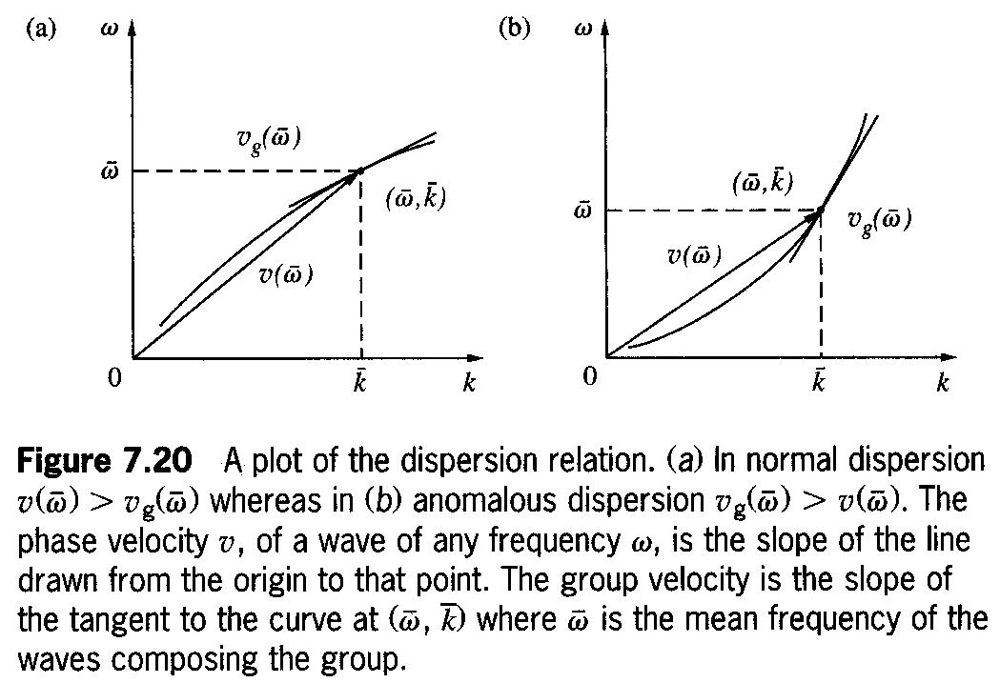 (a) ω
v_g(ω̄)
ω̄
(ω̄,k̄)
v(ω̄)
0 k̄ k
(b) ω
(ω̄,k̄)
ω̄
v_g(ω̄)
v(ω̄)
0 k̄ k
Figure 7.20 A plot of the dispersion relation. (a) In normal dispersion
v(ω̄) > v_g(ω̄) whereas in (b) anomalous dispersion v_g(ω̄) > v(ω̄). The
phase velocity v, of a wave of any frequency ω, is the slope of the line
drawn from the origin to that point. The group velocity is the slope of
the tangent to the curve at (ω̄, k̄) where ω̄ is the mean frequency of the
waves composing the group.